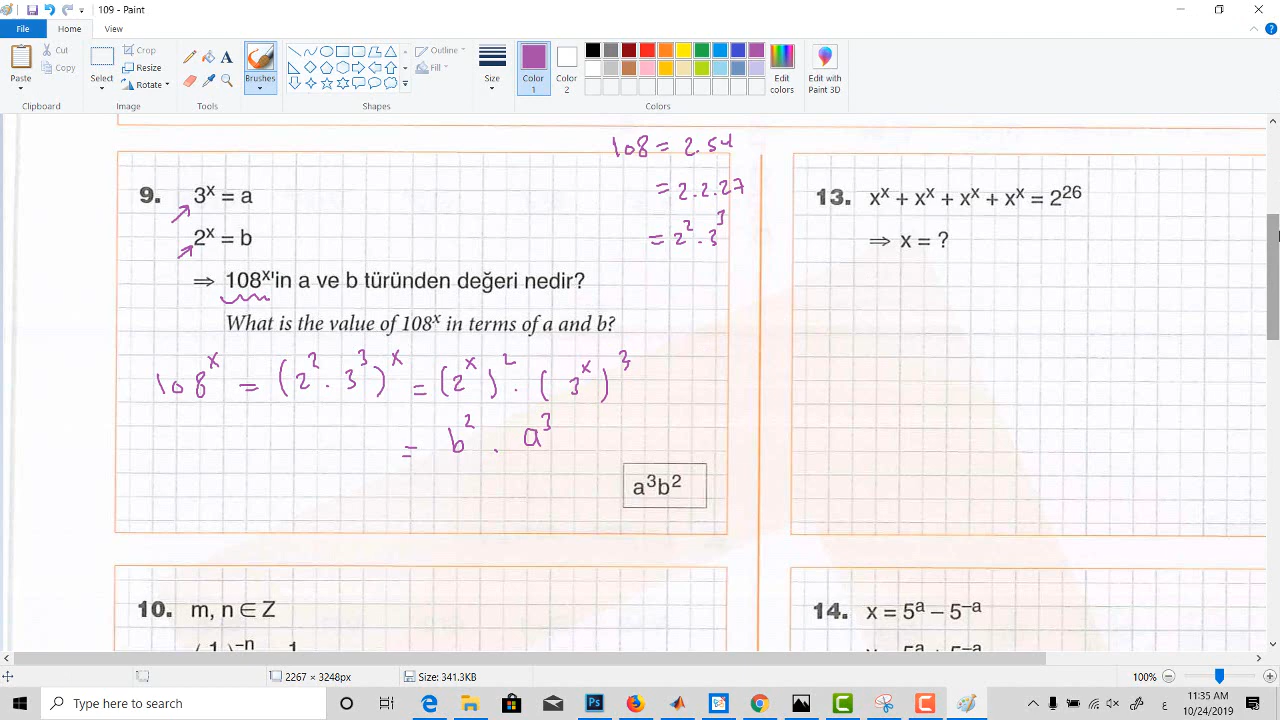 109 - Paint
File Home View
Paste
Cut
Copy
Clipboard
Select
Crop
Resize
Rotate
Image
Tools
Brushes
Shapes
Outline
Fill
Size
Color 1
Color 2
Edit colors
Colors
Edit with Paint 3D
108 = 2.54
= 2.2.27
= 2² . 3³
9. 3ˣ = a
2ˣ = b
⇒ 108ˣ'in a ve b türünden değeri nedir?
What is the value of 108ˣ in terms of a and b?
108ˣ = (2² . 3³)ˣ = (2ˣ)² . (3ˣ)³
= b² . a³
a³b²
13. xˣ + xˣ + xˣ + xˣ = 2²⁶
⇒ x = ?
10. m, n ∈ Z
14. x = 5ᵃ – 5⁻ᵃ
2267 × 3248px
Size: 341.3KB
100%
Type here to search
11:35 AM
10/24/2019